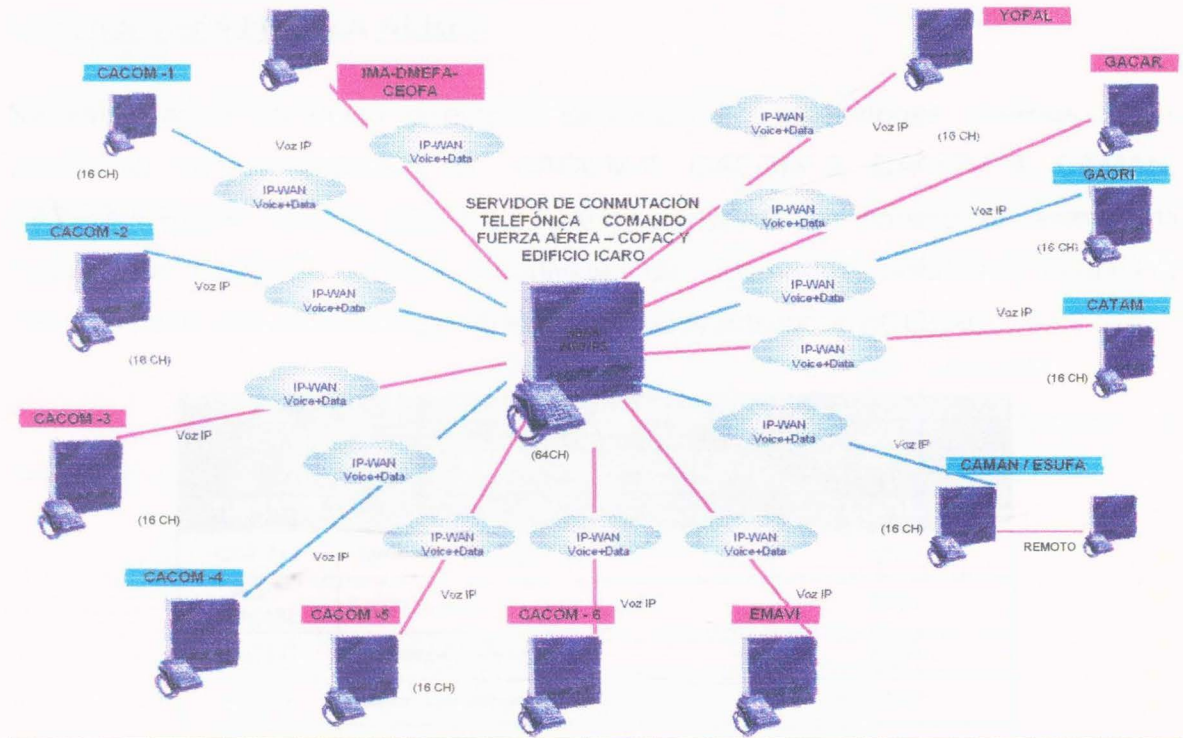 YOPAL
CACOM -1
IMA-DMEFA-
CEOFA
GACAR
Voz IP
IP-WAN
Voice+Data
IP-WAN
Voice+Data
Voz IP
(16 CH)
(16 CH)
IP-WAN
Voice+Data
GAORI
SERVIDOR DE CONMUTACIÓN
TELEFÓNICA COMANDO
FUERZA AÉREA – COFAC Y
EDIFICIO ICARO
IP-WAN
Voice+Data
Voz IP
CACOM -2
(16 CH)
Voz IP
IP-WAN
Voice+Data
IP-WAN
Voice+Data
CATAM
Voz IP
IP-WAN
Voice+Data
(16 CH)
(16 CH)
IP-WAN
Voice+Data
CACOM -3
Voz IP
IP-WAN
Voice+Data
Voz IP
(64CH)
IP-WAN
Voice+Data
CAMAN / ESUFA
(16 CH)
(16 CH)
REMOTO
IP-WAN
Voice+Data
IP-WAN
Voice+Data
IP-WAN
Voice+Data
Voz IP
CACOM -4
Voz IP
Voz IP
Voz IP
CACOM -5
CACOM - 6
EMAVI
(16 CH)